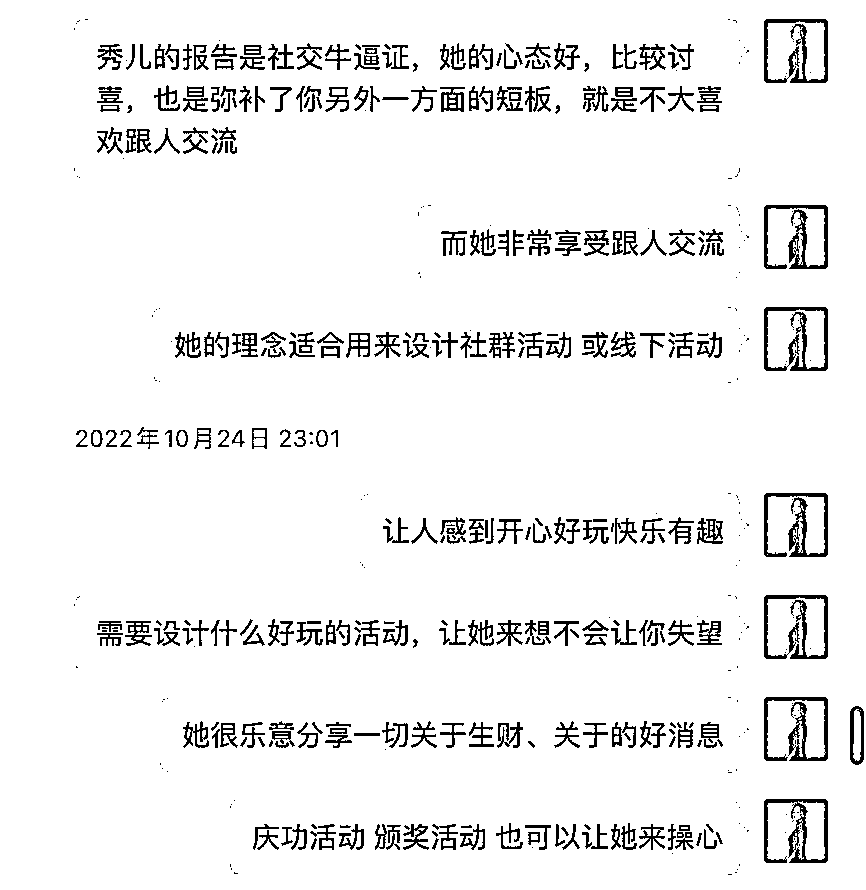 秀儿的报告是社交牛逼证，她的心态好，比较讨
喜，也是弥补了你另外一方面的短板，就是不大喜
欢跟人交流
而她非常享受跟人交流
她的理念适合用来设计社群活动 或线下活动
2022年10月24日 23:01
让人感到开心好玩快乐有趣
需要设计什么好玩的活动，让她来想不会让你失望
她很乐意分享一切关于生财、关于的好消息
庆功活动 颁奖活动 也可以让她来操心